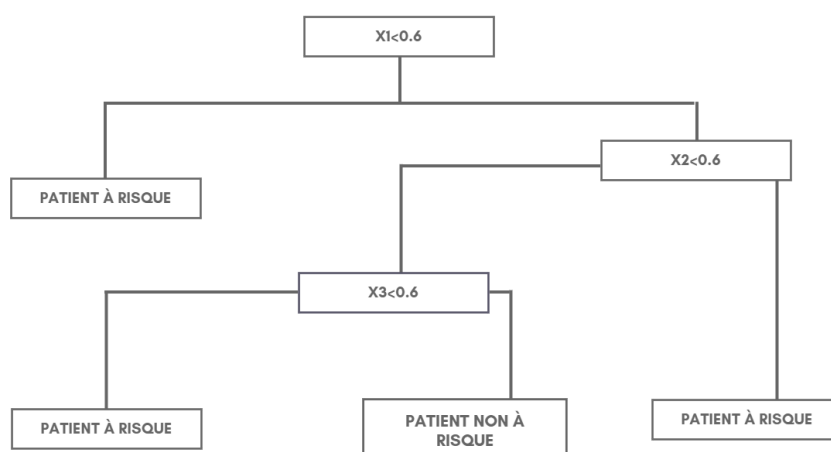 X1<0.6
X2<0.6
PATIENT À RISQUE
X3<0.6
PATIENT À RISQUE
PATIENT NON À
RISQUE
PATIENT À RISQUE